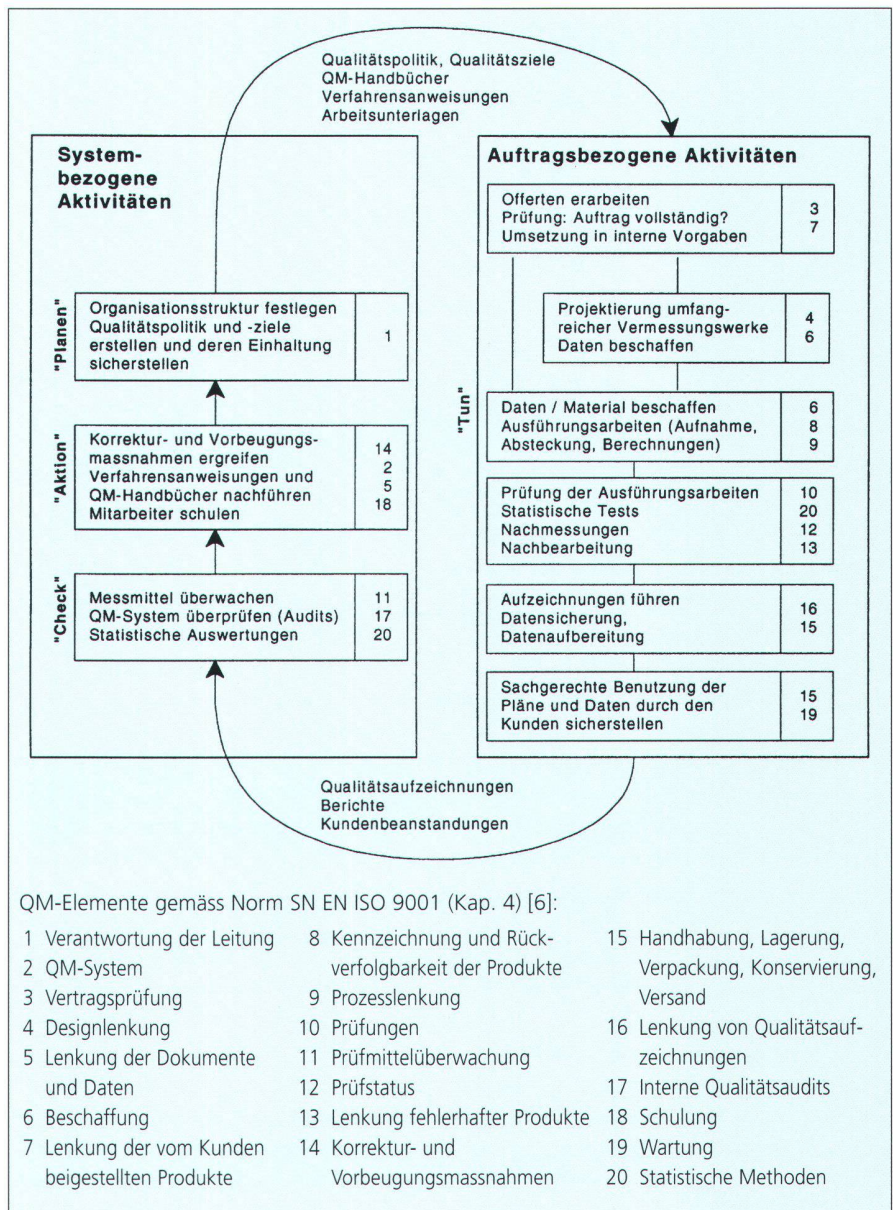 Qualitätspolitik, Qualitätsziele
QM-Handbücher
Verfahrensanweisungen
Arbeitsunterlagen
System-
bezogene
Aktivitäten
"Planen"
Organisationsstruktur festlegen
Qualitätspolitik und -ziele
erstellen und deren Einhaltung
sicherstellen
1
"Aktion"
Korrektur- und Vorbeugungs-
massnahmen ergreifen
Verfahrensanweisungen und
QM-Handbücher nachführen
Mitarbeiter schulen
14
2
5
18
"Check"
Messmittel überwachen
QM-System überprüfen (Audits)
Statistische Auswertungen
11
17
20
Auftragsbezogene Aktivitäten
"Tun"
Offerten erarbeiten
Prüfung: Auftrag vollständig?
Umsetzung in interne Vorgaben
3
7
Projektierung umfang-
reicher Vermessungswerke
Daten beschaffen
4
6
Daten / Material beschaffen
Ausführungsarbeiten (Aufnahme,
Absteckung, Berechnungen)
6
8
9
Prüfung der Ausführungsarbeiten
Statistische Tests
Nachmessungen
Nachbearbeitung
10
20
12
13
Aufzeichnungen führen
Datensicherung,
Datenaufbereitung
16
15
Sachgerechte Benutzung der
Pläne und Daten durch den
Kunden sicherstellen
15
19
Qualitätsaufzeichnungen
Berichte
Kundenbeanstandungen
QM-Elemente gemäss Norm SN EN ISO 9001 (Kap. 4) [6]:
1 Verantwortung der Leitung
2 QM-System
3 Vertragsprüfung
4 Designlenkung
5 Lenkung der Dokumente
und Daten
6 Beschaffung
7 Lenkung der vom Kunden
beigestellten Produkte
8 Kennzeichnung und Rück-
verfolgbarkeit der Produkte
9 Prozesslenkung
10 Prüfungen
11 Prüfmittelüberwachung
12 Prüfstatus
13 Lenkung fehlerhafter Produkte
14 Korrektur- und
Vorbeugungsmassnahmen
15 Handhabung, Lagerung,
Verpackung, Konservierung,
Versand
16 Lenkung von Qualitätsauf-
zeichnungen
17 Interne Qualitätsaudits
18 Schulung
19 Wartung
20 Statistische Methoden